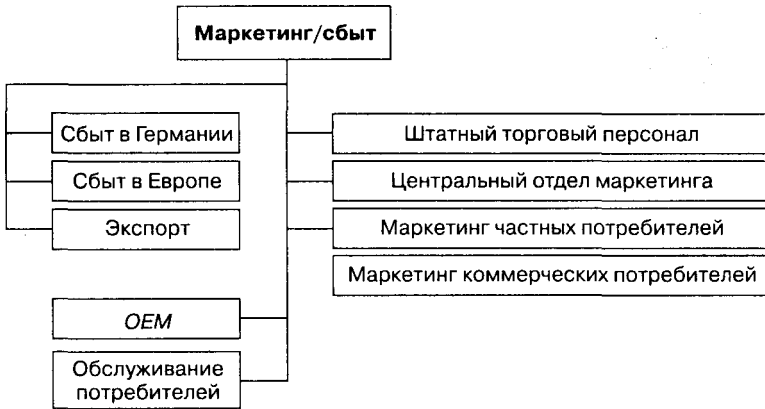 Маркетинг/сбыт
Сбыт в Германии
Сбыт в Европе
Экспорт
OEM
Обслуживание
потребителей
Штатный торговый персонал
Центральный отдел маркетинга
Маркетинг частных потребителей
Маркетинг коммерческих потребителей